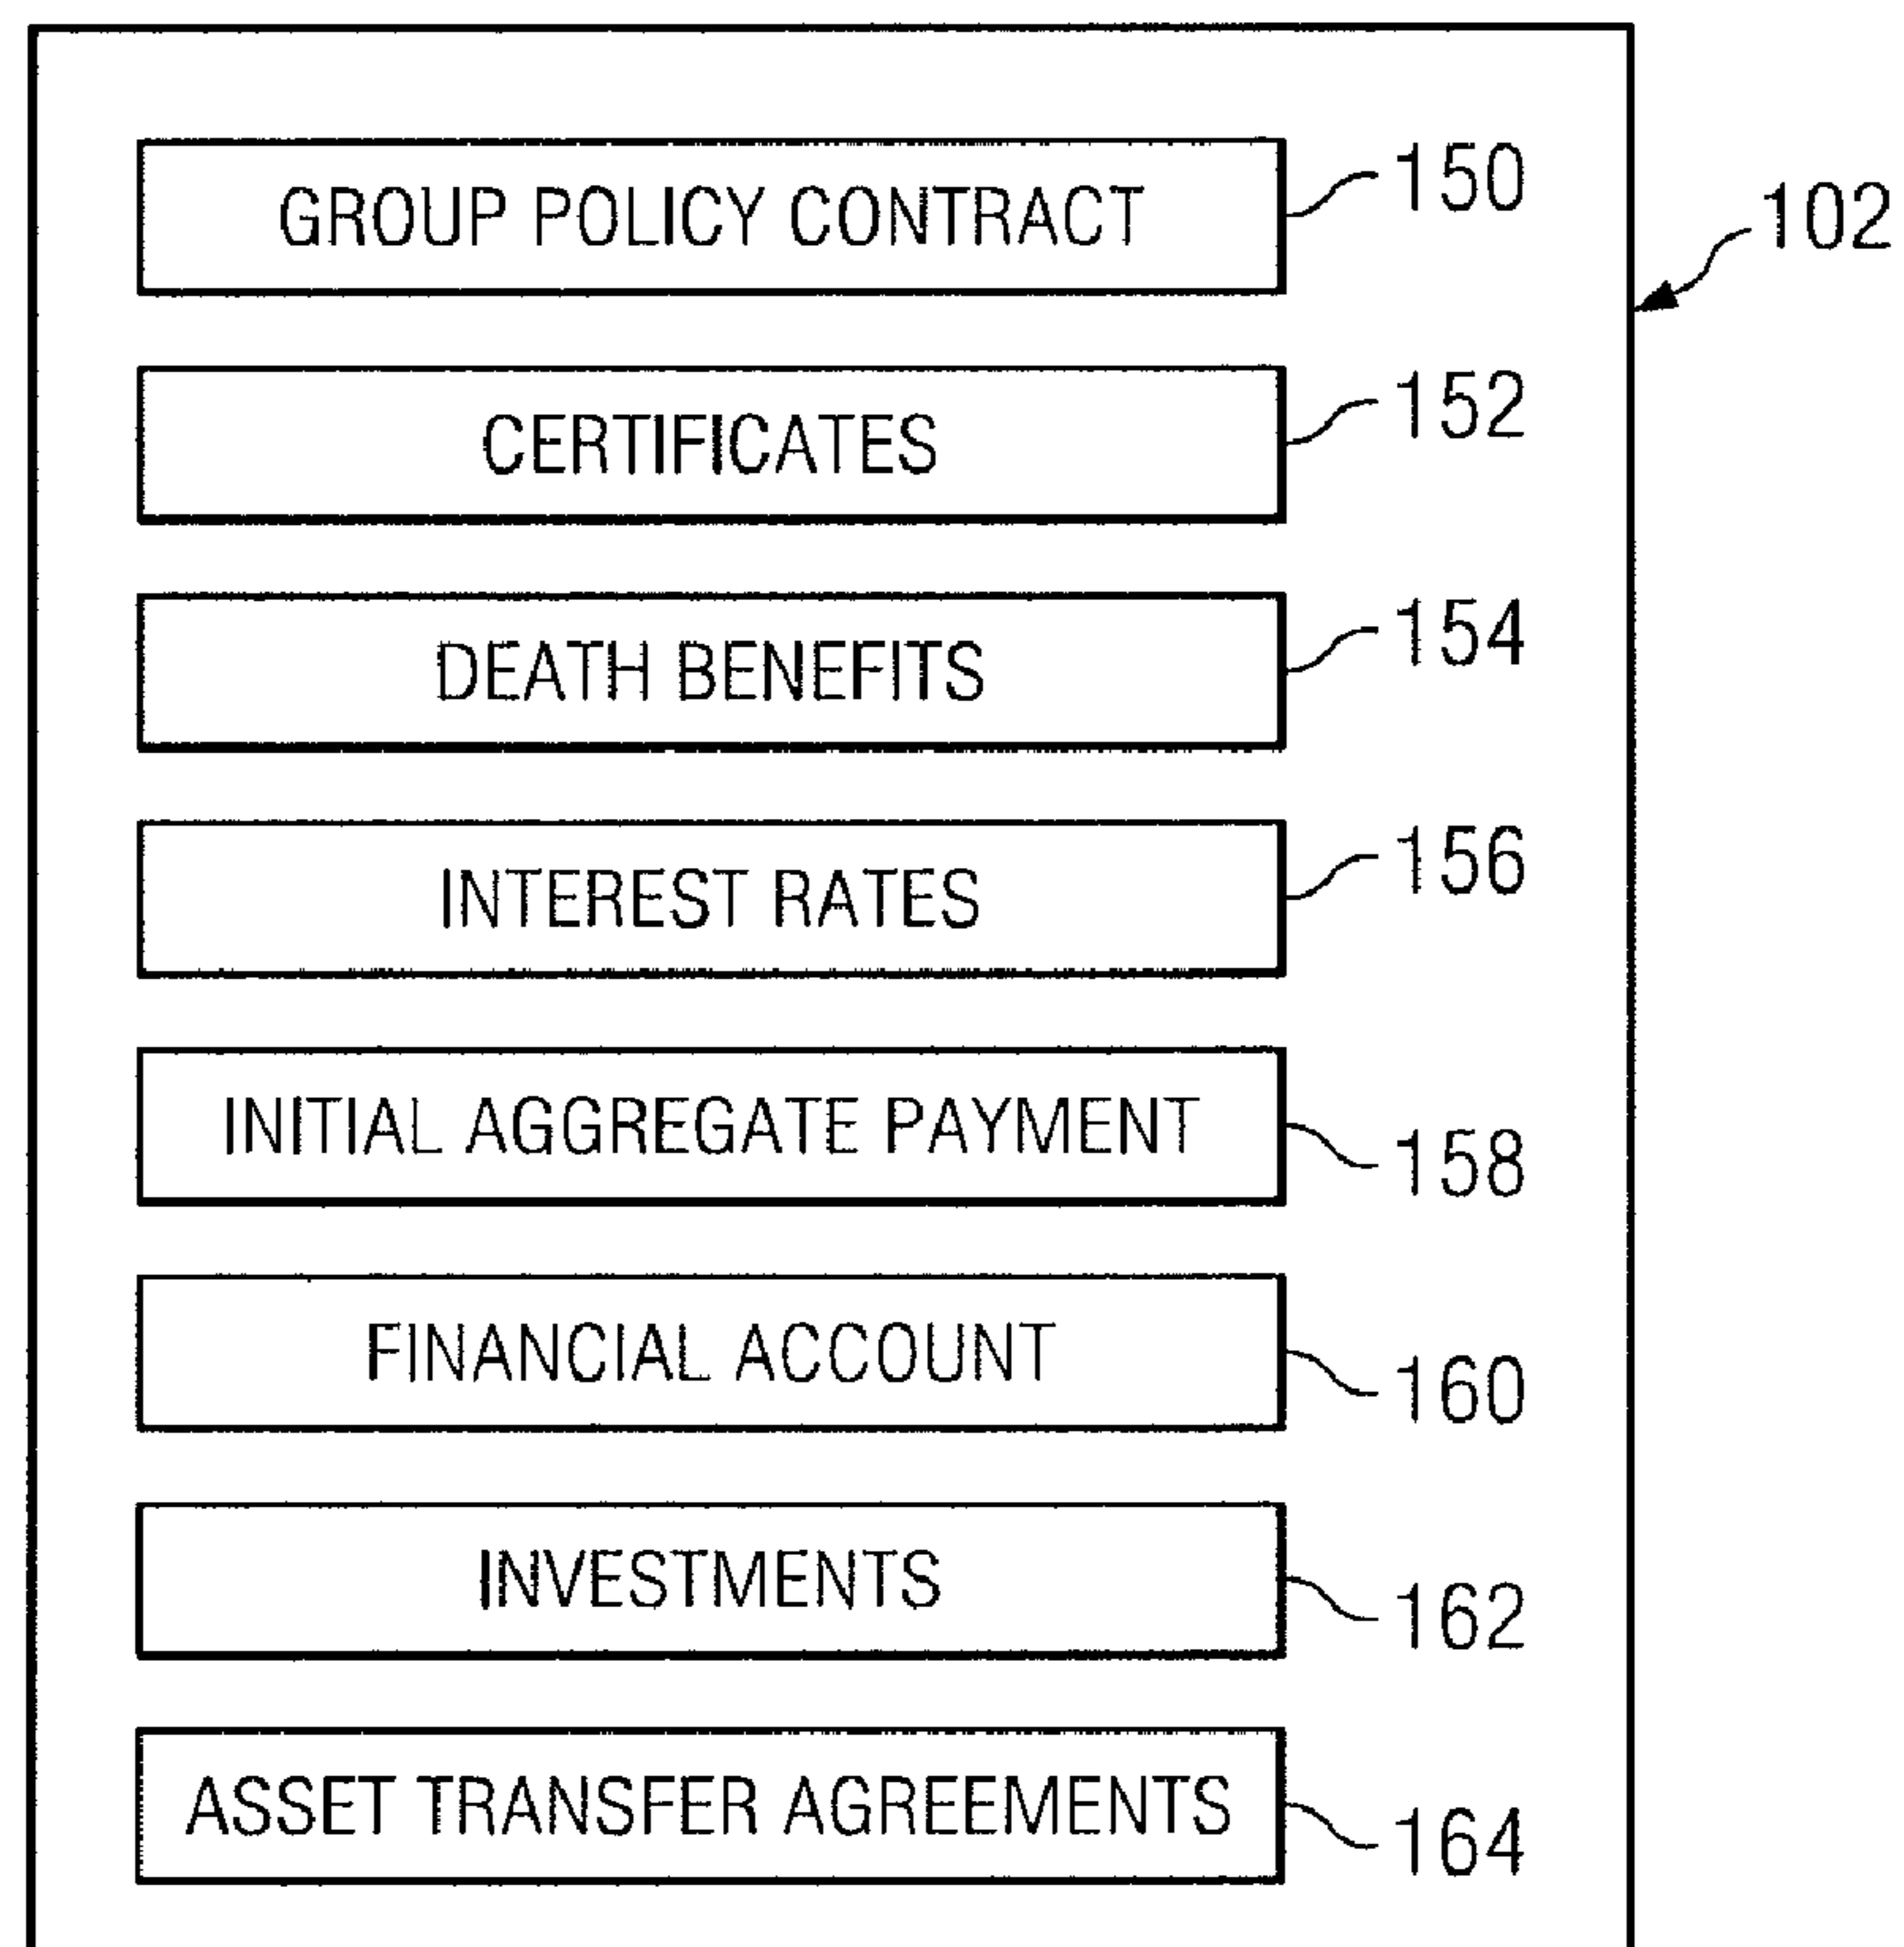 GROUP POLICY CONTRACT 150
102
CERTIFICATES 152
DEATH BENEFITS 154
INTEREST RATES 156
INITIAL AGGREGATE PAYMENT 158
FINANCIAL ACCOUNT 160
INVESTMENTS 162
ASSET TRANSFER AGREEMENTS 164